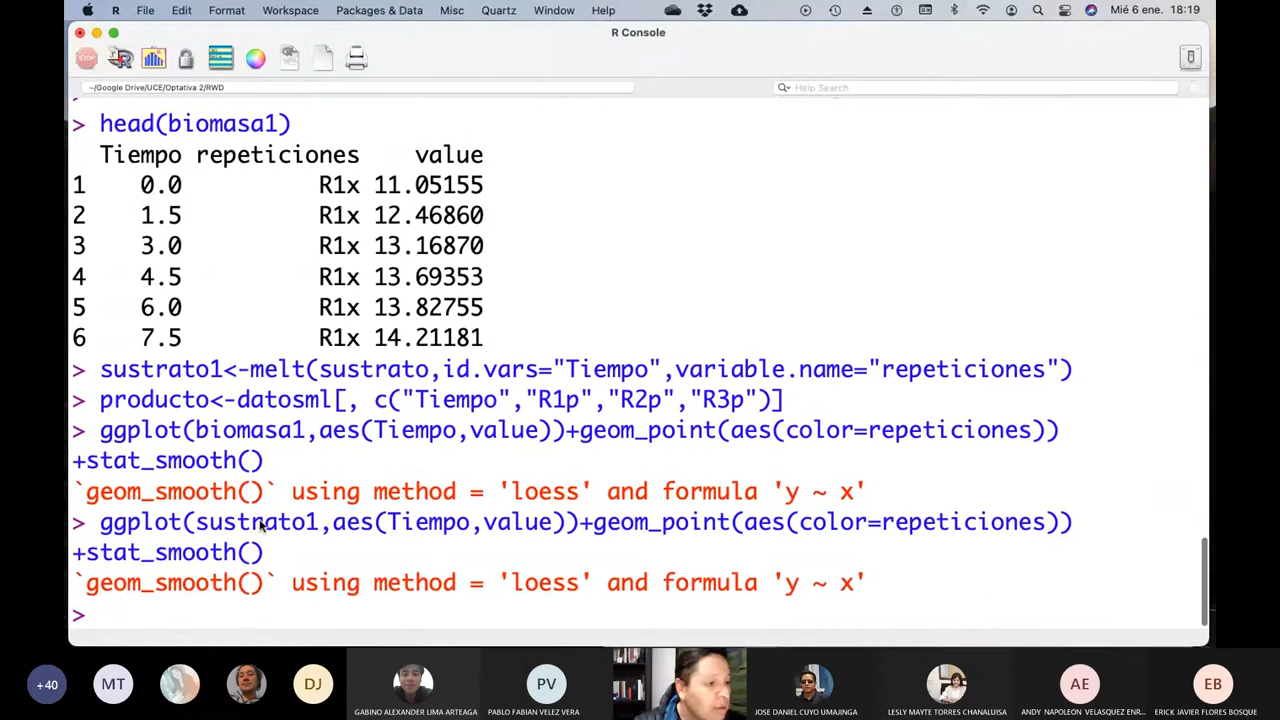 R File Edit Format Workspace Packages & Data Misc Quartz Window Help Mié 6 ene. 18:19
R Console
STOP
~/Google Drive/UCE/Optativa 2/RWD
Help Search
> head(biomasa1)
Tiempo repeticiones value
1 0.0 R1x 11.05155
2 1.5 R1x 12.46860
3 3.0 R1x 13.16870
4 4.5 R1x 13.69353
5 6.0 R1x 13.82755
6 7.5 R1x 14.21181
> sustrato1<-melt(sustrato,id.vars="Tiempo",variable.name="repeticiones")
> producto<-datosml[, c("Tiempo","R1p","R2p","R3p")]
> ggplot(biomasa1,aes(Tiempo,value))+geom_point(aes(color=repeticiones))
+stat_smooth()
`geom_smooth()` using method = 'loess' and formula 'y ~ x'
> ggplot(sustrato1,aes(Tiempo,value))+geom_point(aes(color=repeticiones))
+stat_smooth()
`geom_smooth()` using method = 'loess' and formula 'y ~ x'
>
+40 MT DJ PV AE EB
GABINO ALEXANDER LIMA ARTEAGA PABLO FABIAN VELEZ VERA JOSE DANIEL CUYO UMAJINGA LESLY MAYTE TORRES CHANALUISA ANDY NAPOLEON VELASQUEZ ENR... ERICK JAVIER FLORES BOSQUE